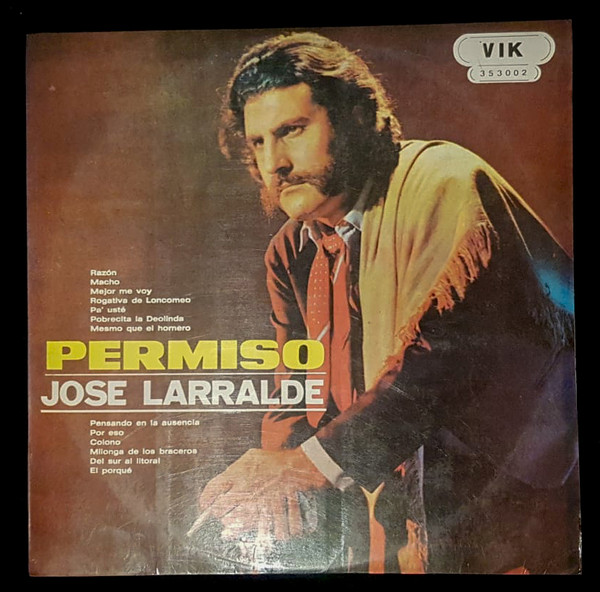 VIK
353002
Razón
Macho
Mejor me voy
Rogativa de Loncomeo
Pa' usté
Pobrecita la Deolinda
Mesmo que el hornero
PERMISO
JOSE LARRALDE
Pensando en la ausencia
Por eso
Colono
Milonga de los braceros
Del sur al litoral
El porqué